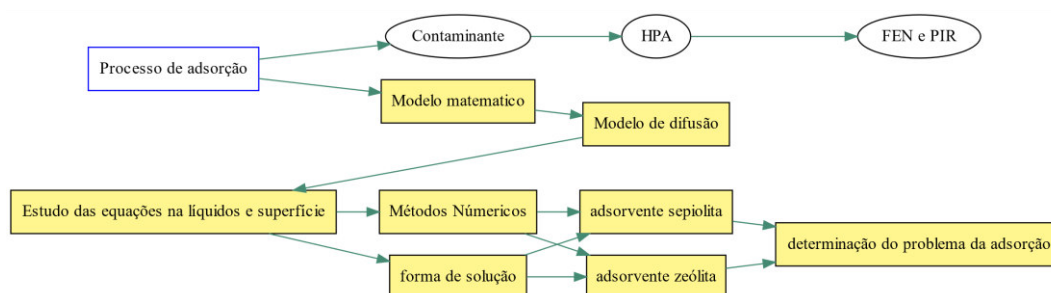 Contaminante
HPA
FEN e PIR
Processo de adsorção
Modelo matematico
Modelo de difusão
Estudo das equações na líquidos e superfície
Métodos Númericos
adsorvente sepiolita
determinação do problema da adsorção
forma de solução
adsorvente zeólita